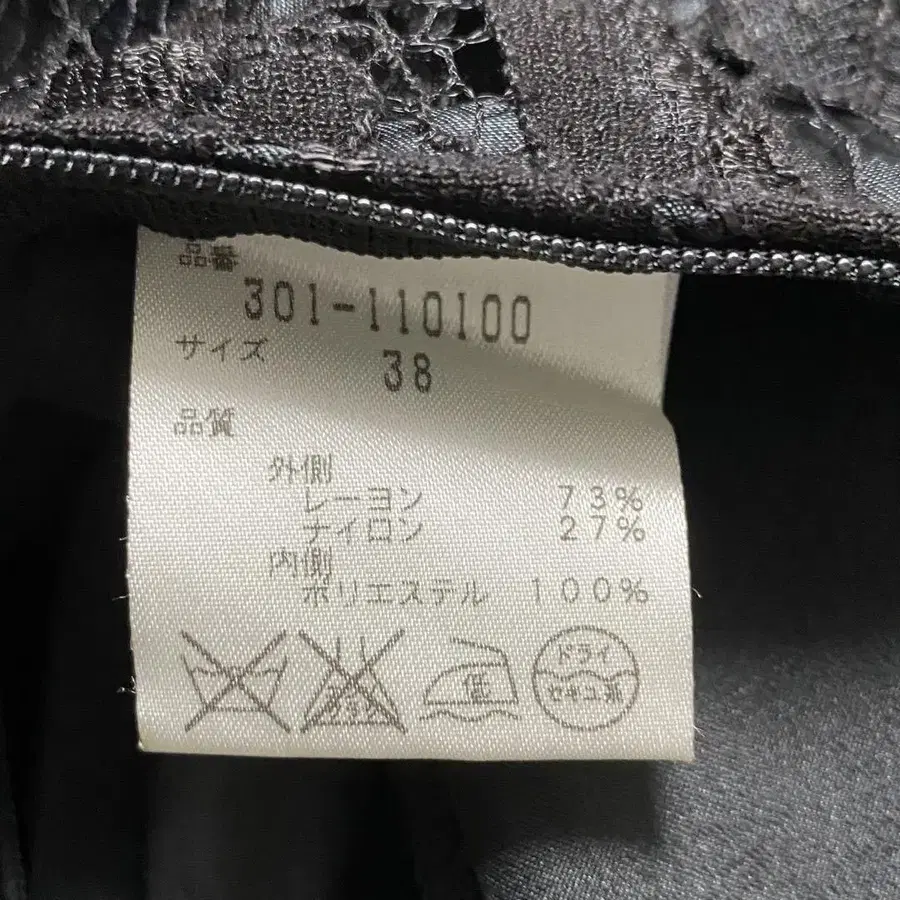 品番
301-110100
サイズ 38
品質
外側
レーヨン 73%
ナイロン 27%
内側
ポリエステル 100%
低
ドライ
セキユ系